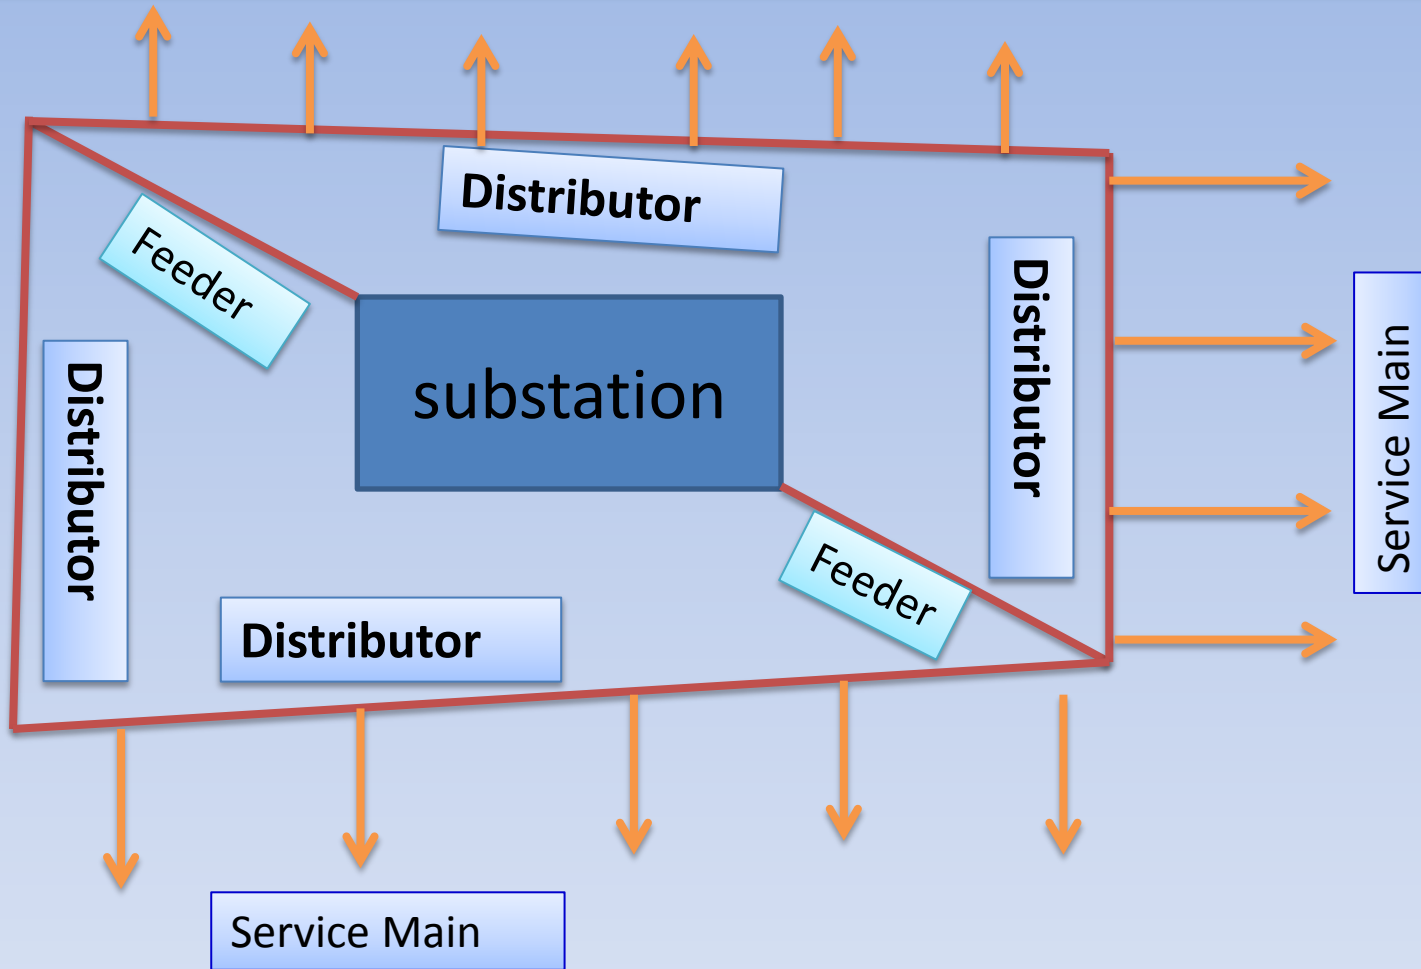 Distributor
Feeder
Distributor
substation
Distributor
Service Main
Feeder
Distributor
Service Main